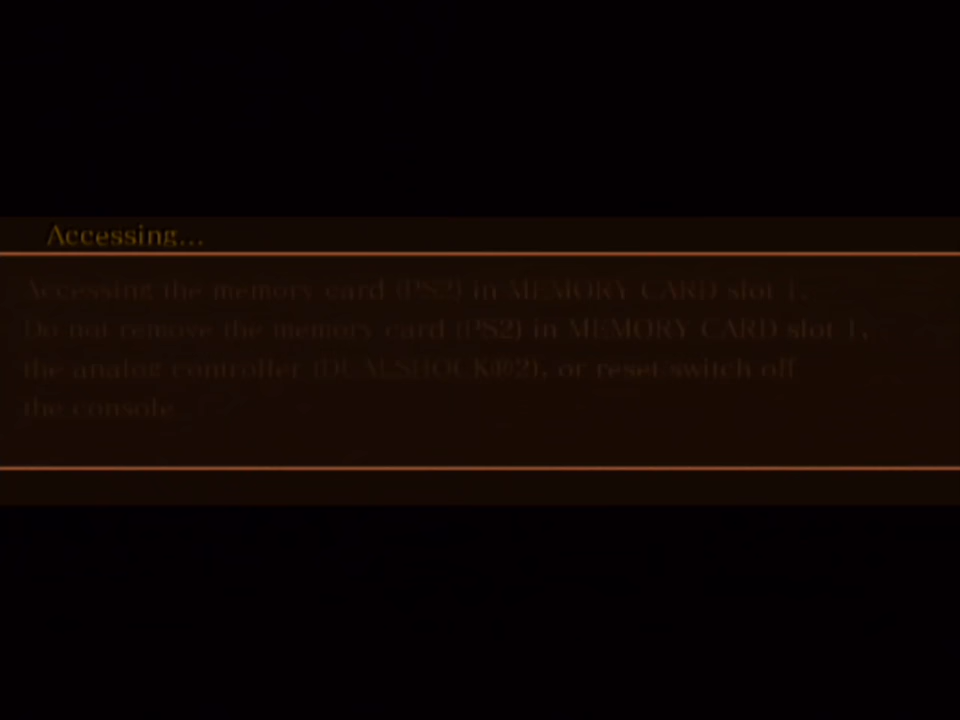 Accessing...
Accessing the memory card (PS2) in MEMORY CARD slot 1.
Do not remove the memory card (PS2) in MEMORY CARD slot 1,
the analog controller (DUALSHOCK®2), or reset/switch off
the console.